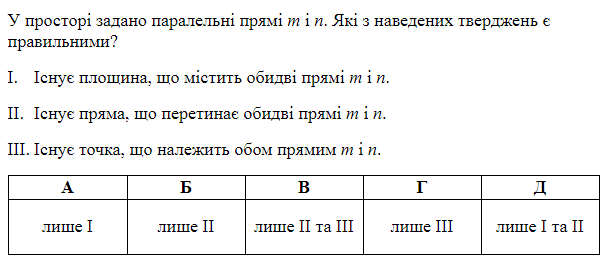 У просторі задано паралельні прямі m і n. Які з наведених тверджень є
правильними?
I. Існує площина, що містить обидві прямі m і n.
II. Існує пряма, що перетинає обидві прямі m і n.
III. Існує точка, що належить обом прямим m і n.
А Б В Г Д
лише I лише II лише II та III лише III лише I та II